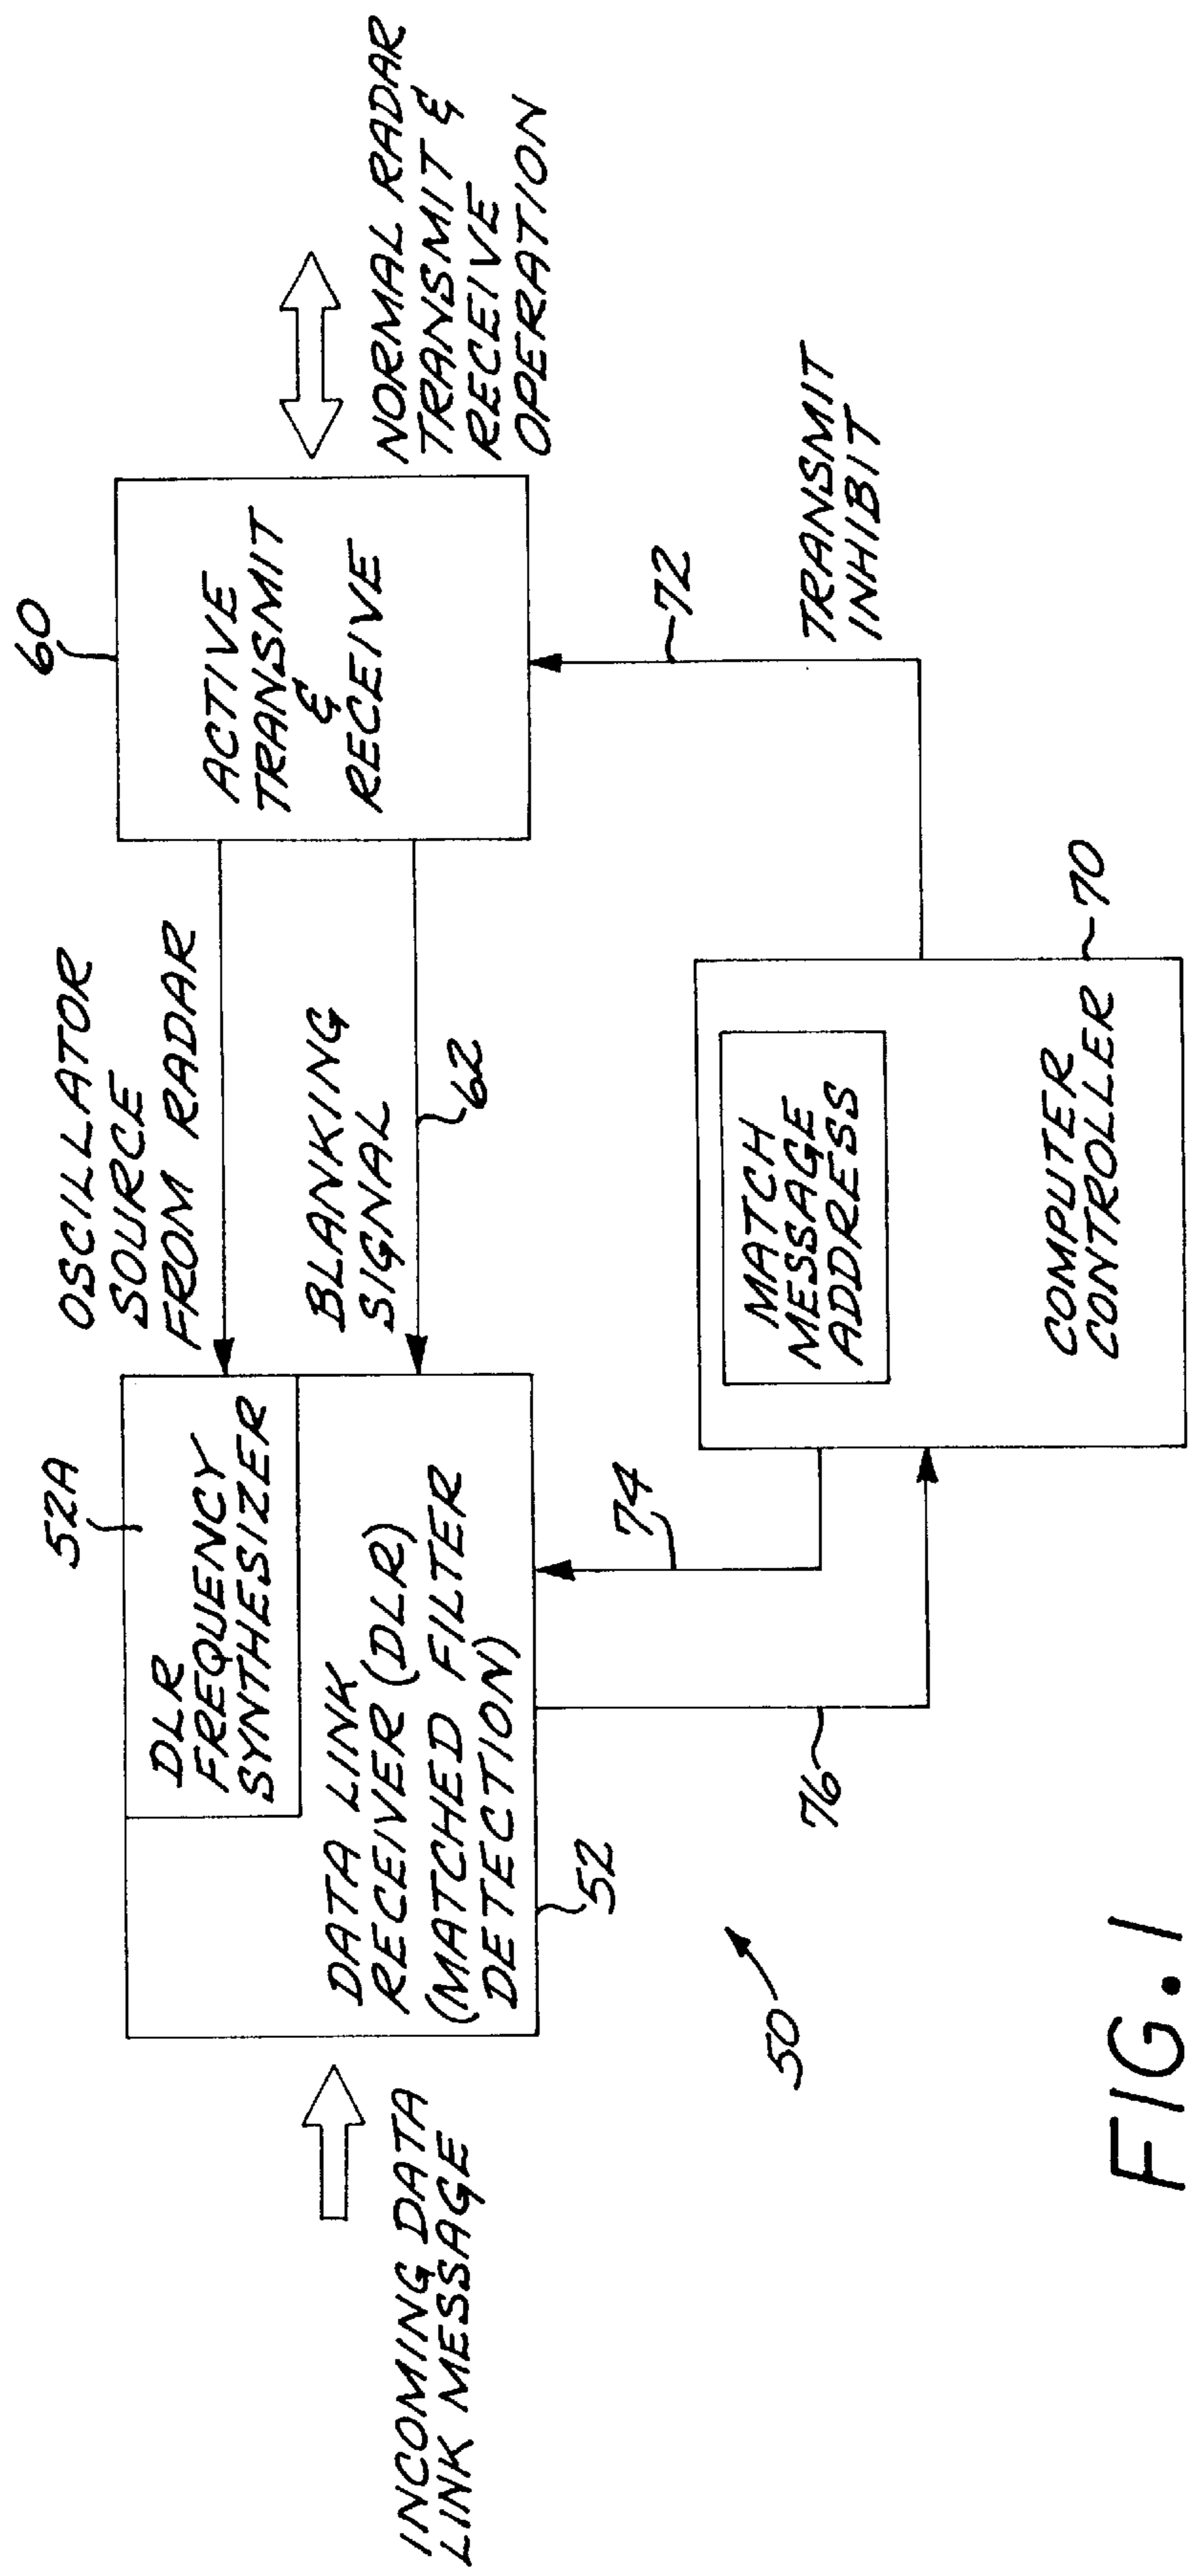 52A
60
OSCILLATOR
SOURCE
FROM RADAR
DLR
FREQUENCY
SYNTHESIZER
ACTIVE
TRANSMIT
&
RECEIVE
INCOMING DATA
LINK MESSAGE
DATA LINK
RECEIVER (DLR)
(MATCHED FILTER
DETECTION)
BLANKING
SIGNAL
62
NORMAL RADAR
TRANSMIT &
RECEIVE
OPERATION
52
74
72
76
50
MATCH
MESSAGE
ADDRESS
COMPUTER
CONTROLLER
70
TRANSMIT
INHIBIT
FIG. 1